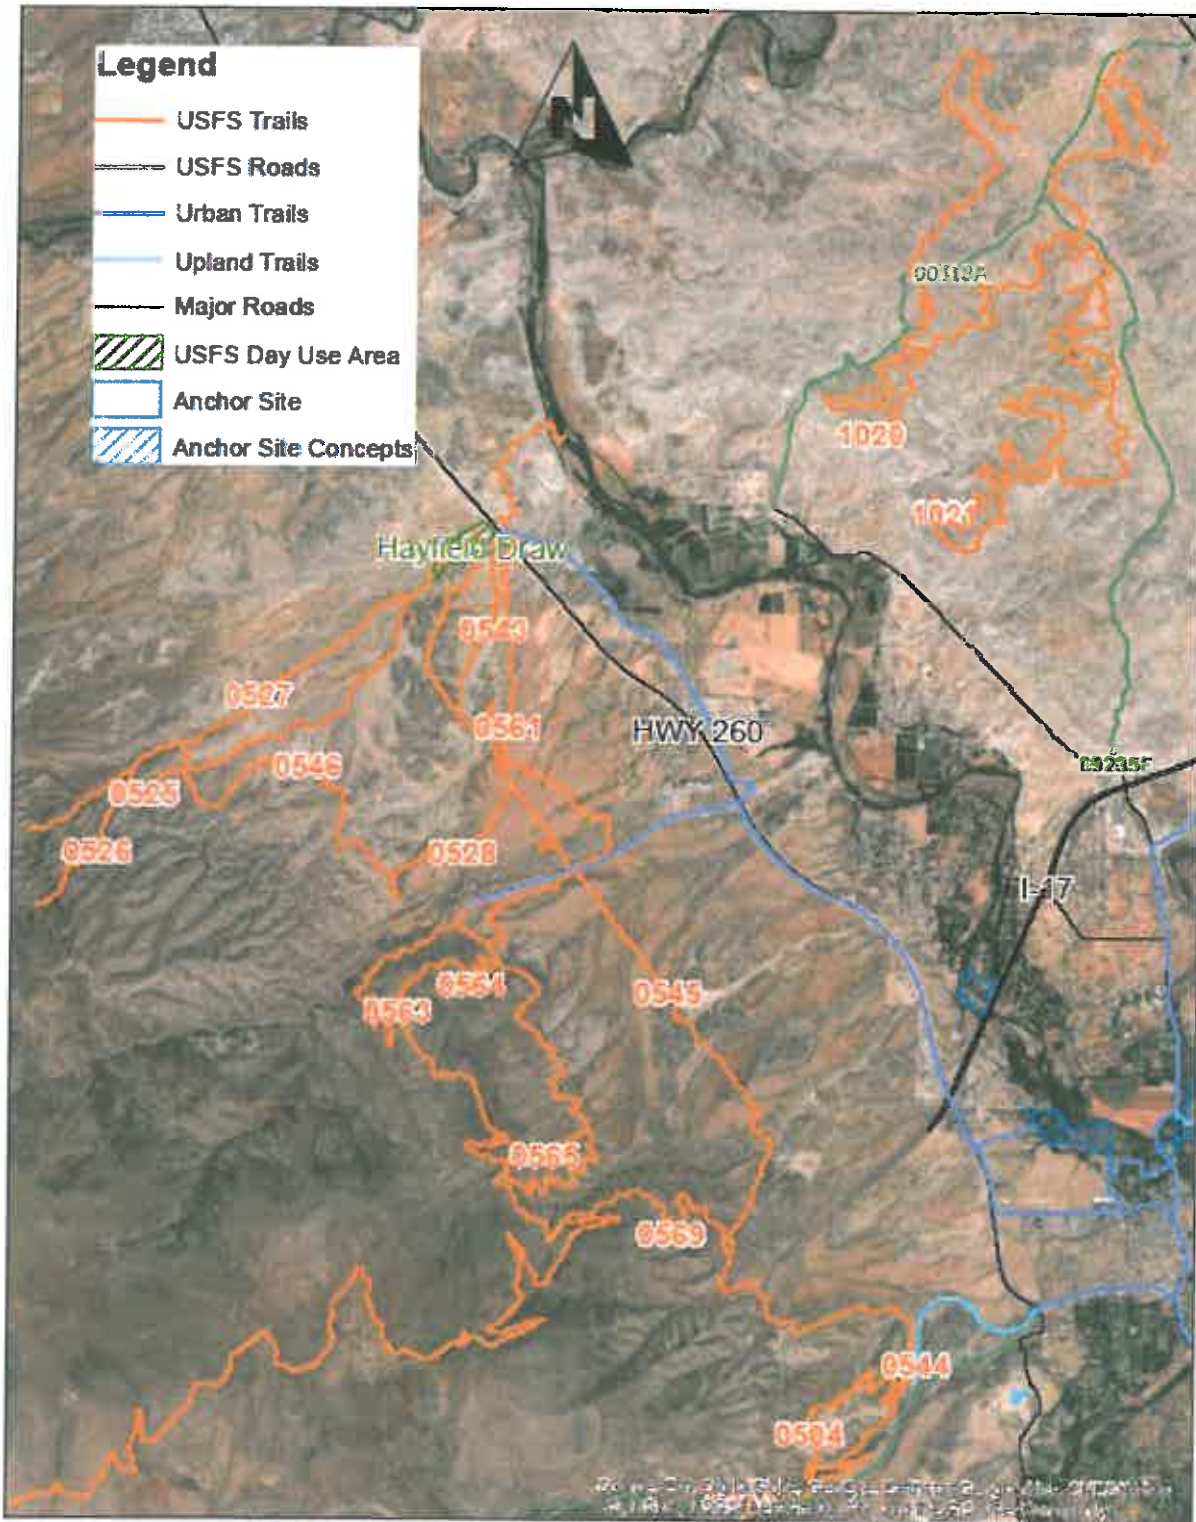 Legend
N
USFS Trails
USFS Roads
Urban Trails
Upland Trails
Major Roads
USFS Day Use Area
Anchor Site
Anchor Site Concepts
00318A
1020
1021
Hayfield Draw
0543
0527
0561
HWY 260
0546
0525
0526
0528
I-17
0564
0563
0545
0565
0569
0544
0504